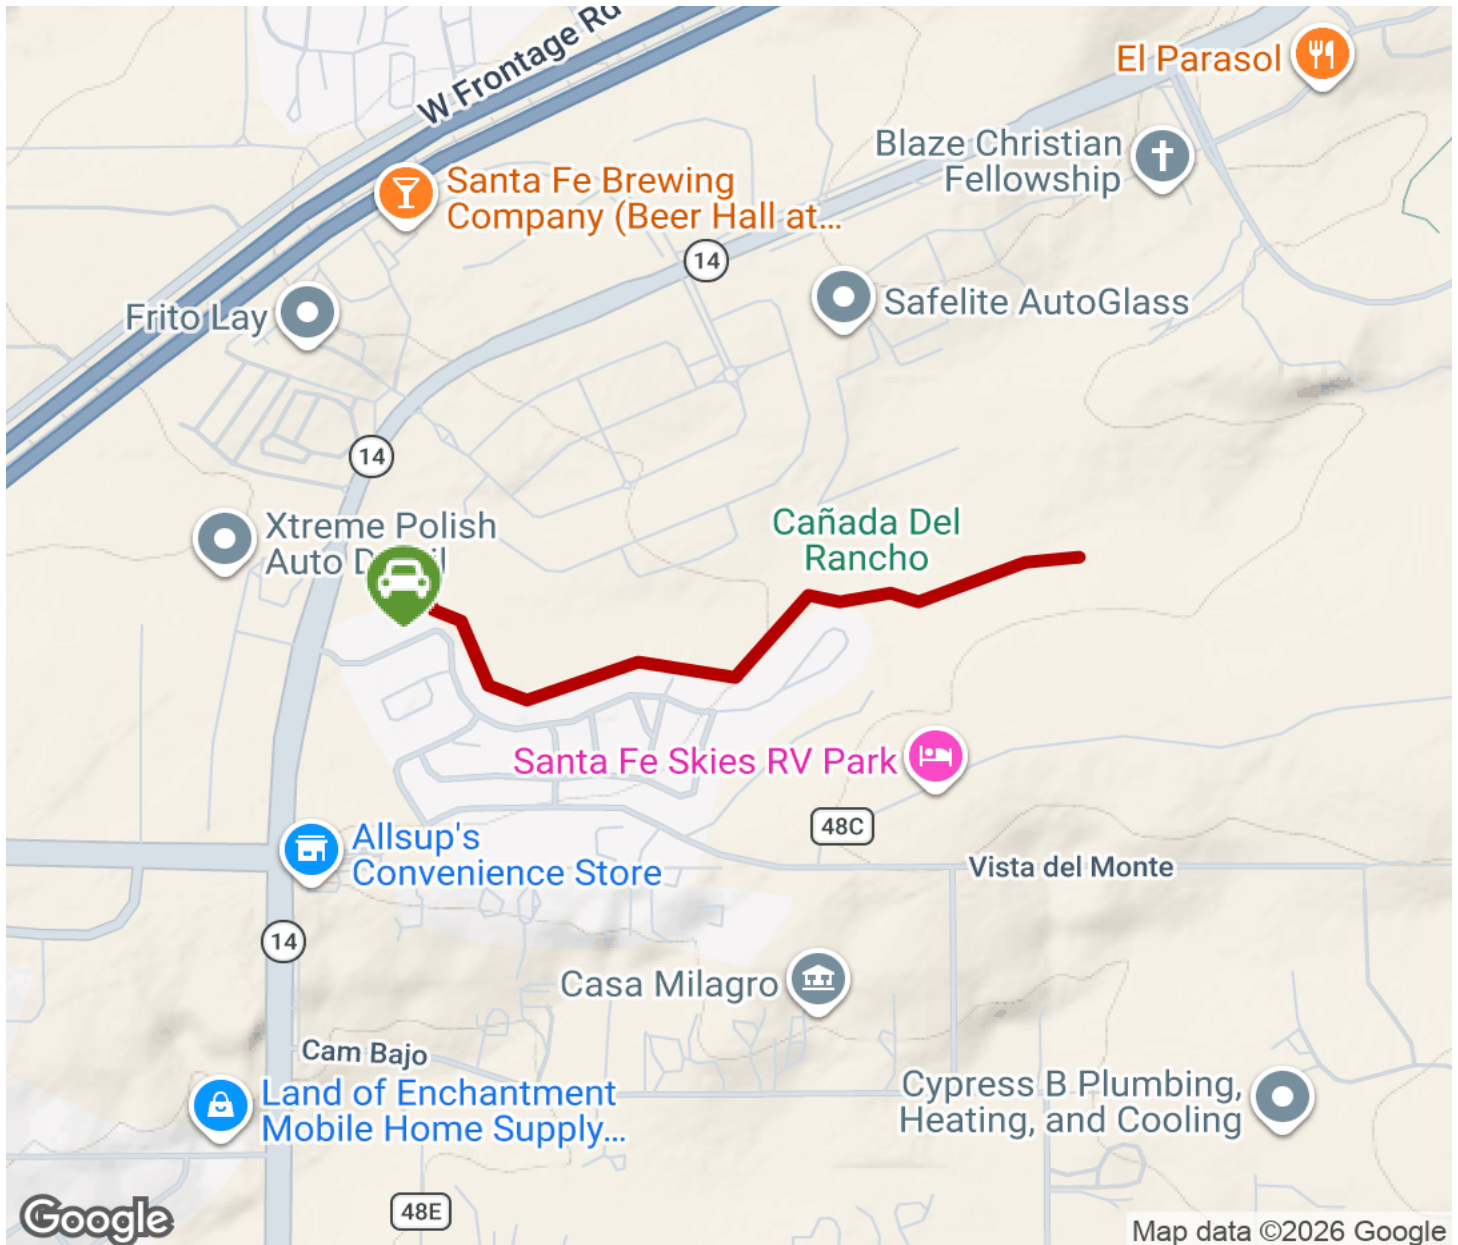 W Frontage Rd
El Parasol
Blaze Christian
Fellowship
Santa Fe Brewing
Company (Beer Hall at...
14
Safelite AutoGlass
Frito Lay
14
Xtreme Polish
Auto D il
Cañada Del
Rancho
Santa Fe Skies RV Park
48C
Allsup's
Convenience Store
Vista del Monte
14
Casa Milagro
Cam Bajo
Land of Enchantment
Mobile Home Supply...
Cypress B Plumbing,
Heating, and Cooling
48E
Google
Map data ©2026 Google